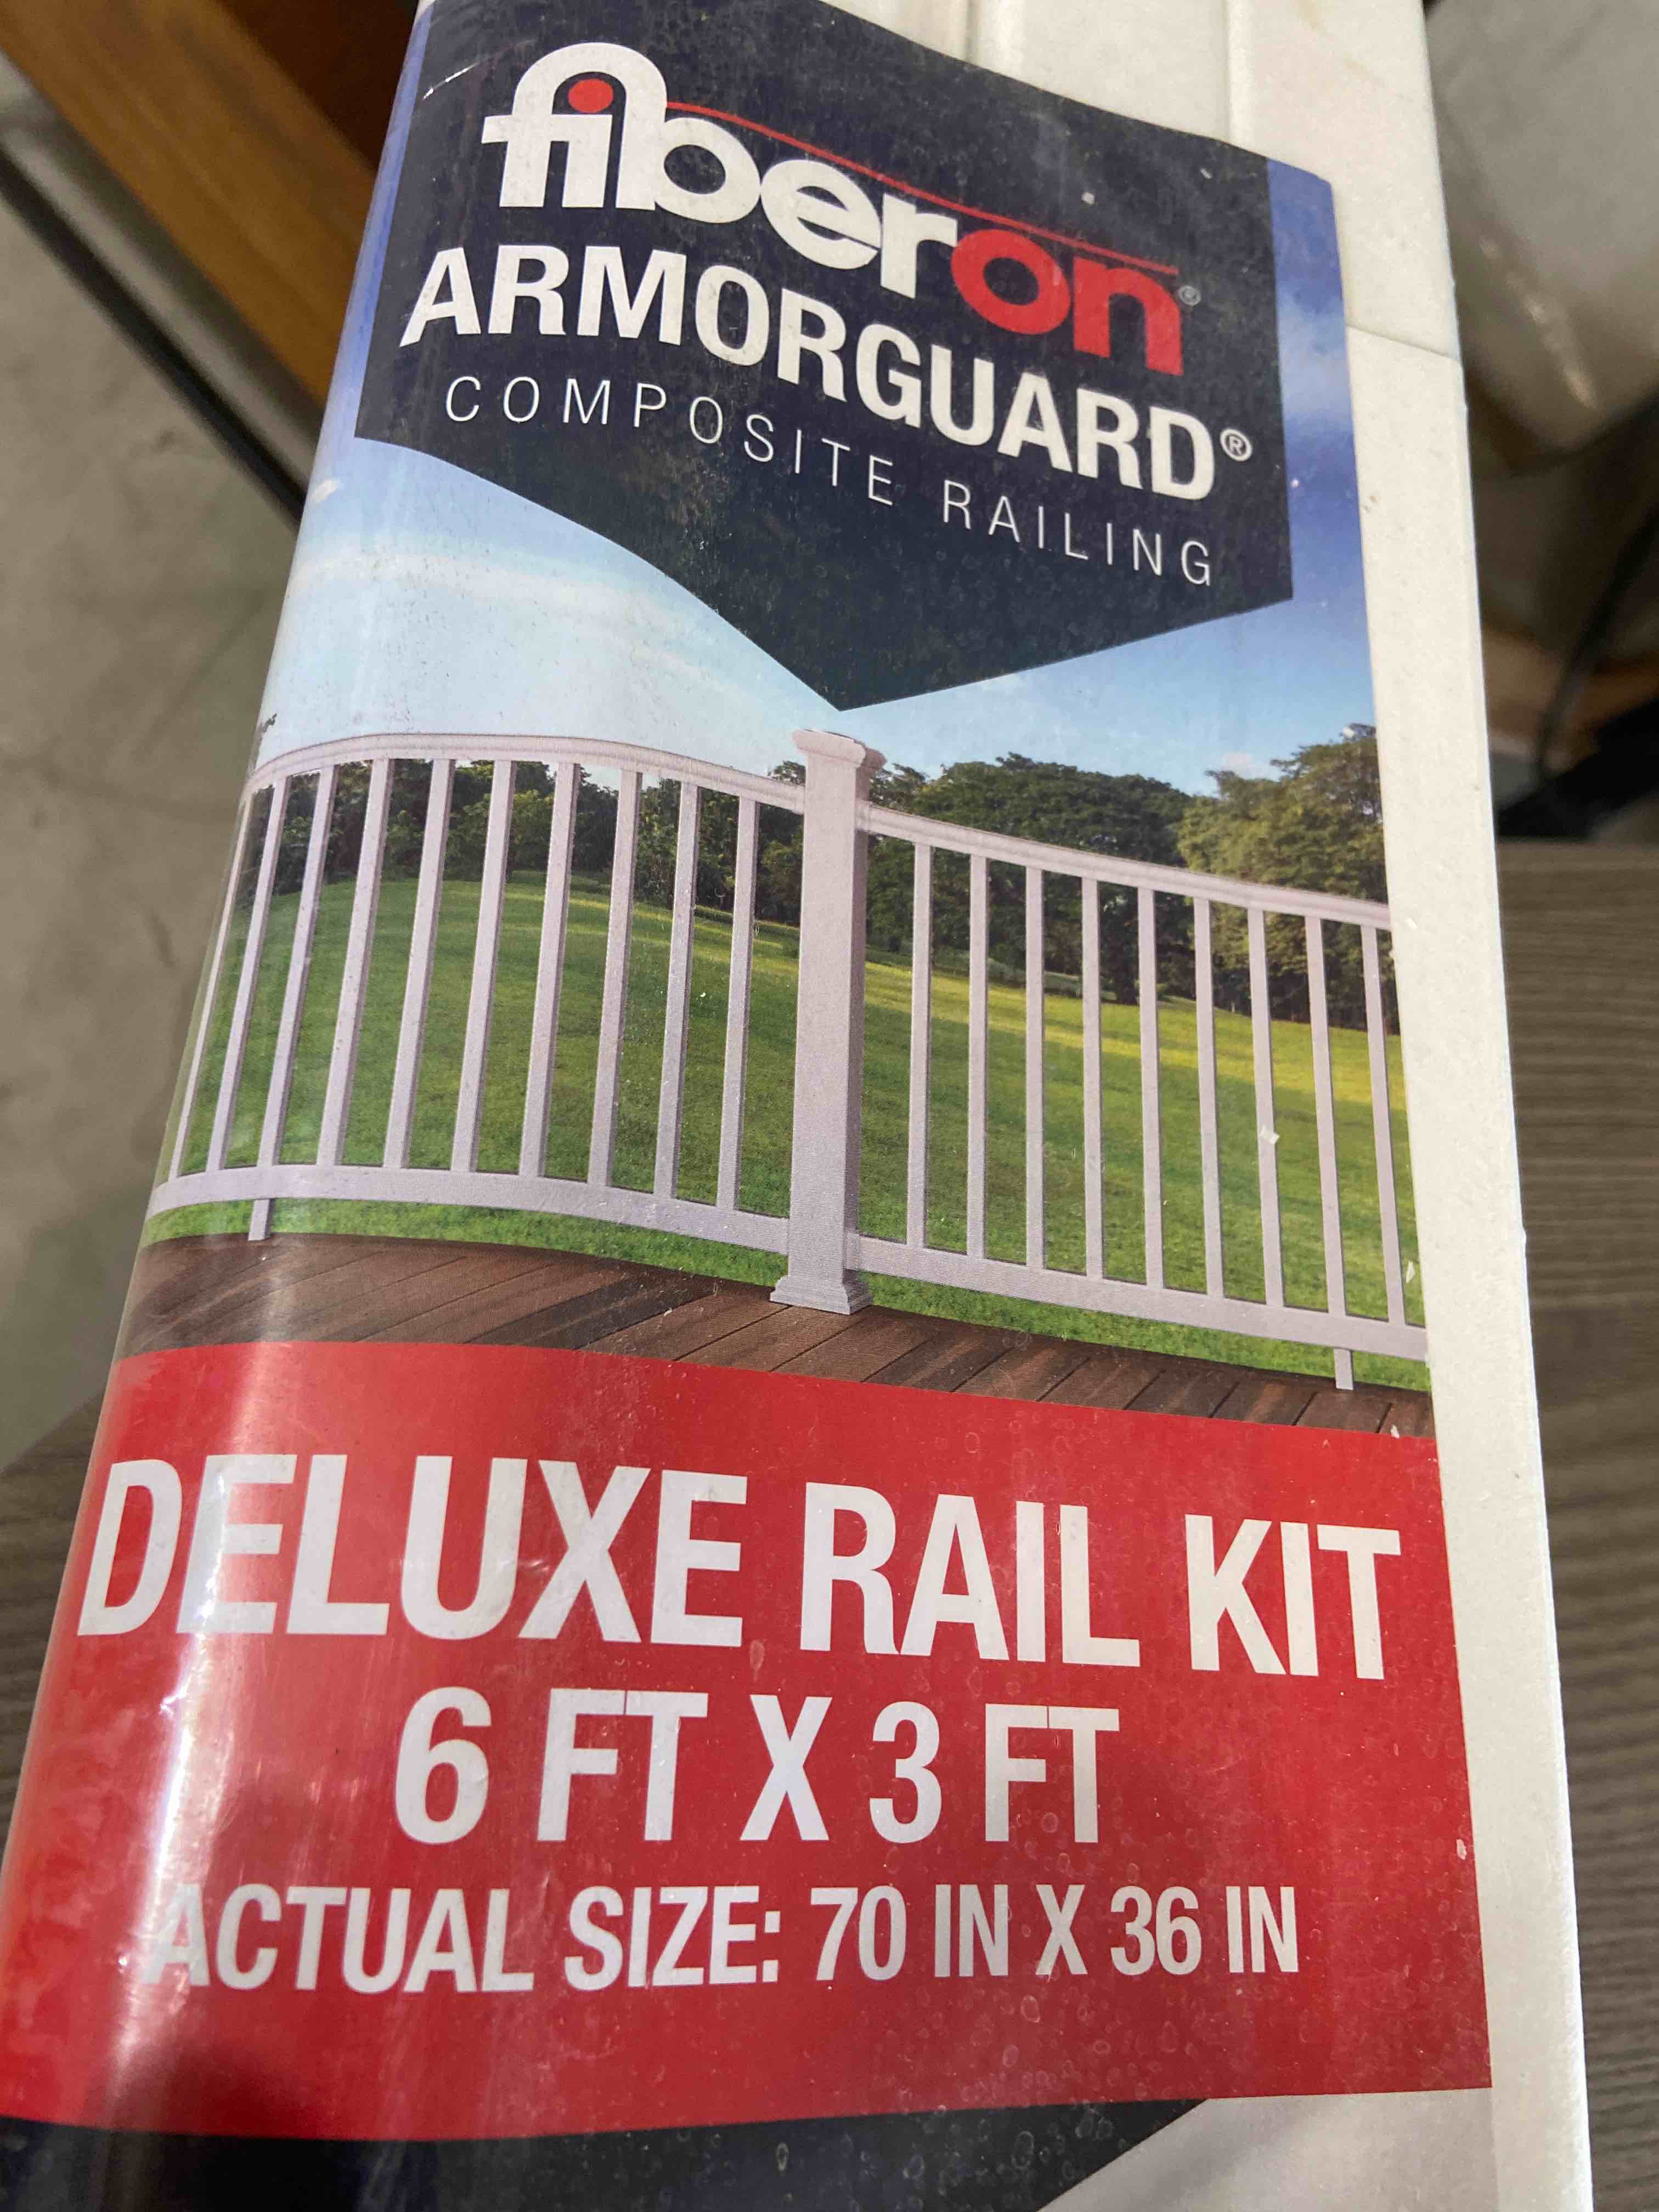 fiberon®
ARMORGUARD®
COMPOSITE RAILING
DELUXE RAIL KIT
6 FT X 3 FT
ACTUAL SIZE: 70 IN X 36 IN